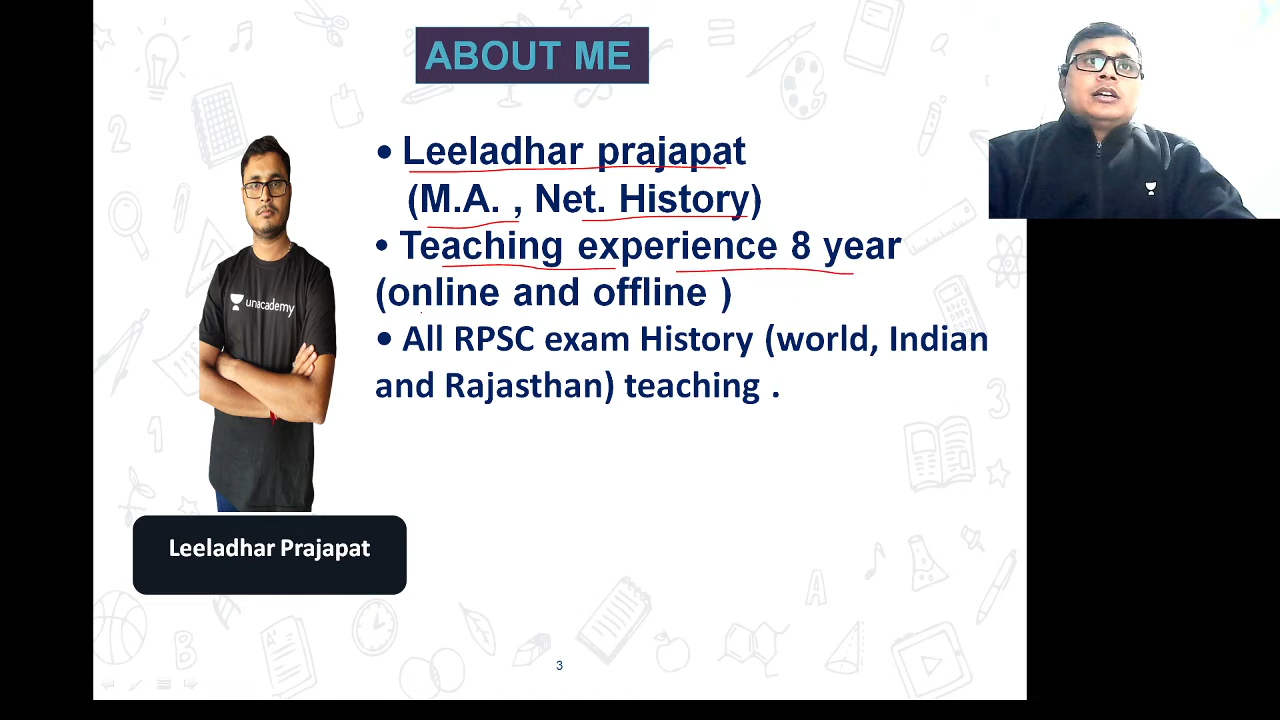 ABOUT ME
• Leeladhar prajapat
(M.A. , Net. History)
• Teaching experience 8 year
(online and offline )
• All RPSC exam History (world, Indian
and Rajasthan) teaching .
unacademy
Leeladhar Prajapat
3